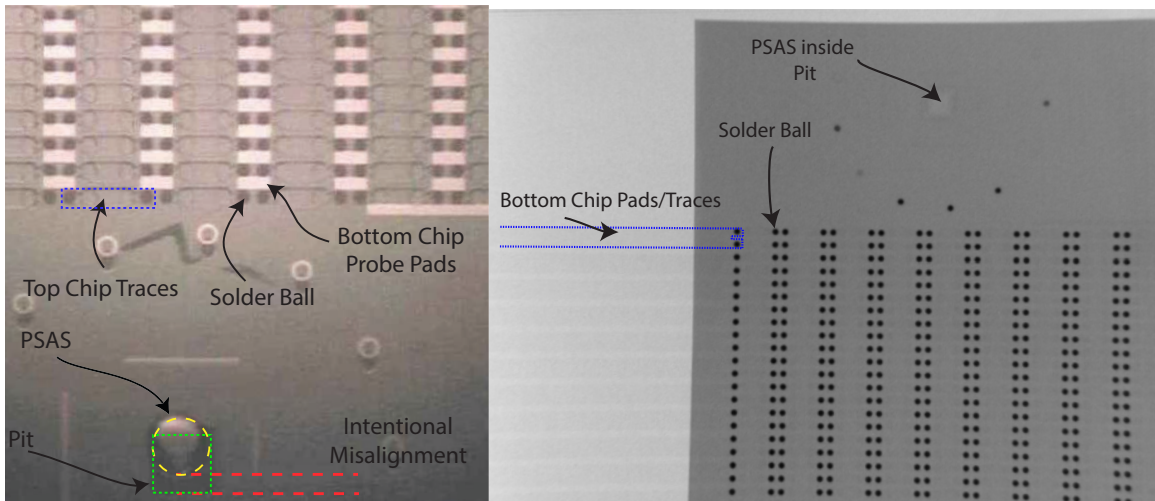 Top Chip Traces
Solder Ball
Bottom Chip
Probe Pads
PSAS
Pit
Intentional
Misalignment
PSAS inside
Pit
Solder Ball
Bottom Chip Pads/Traces